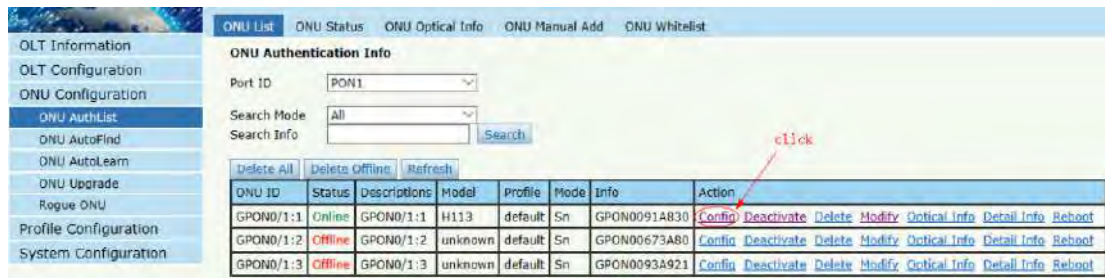 ONU List ONU Status ONU Optical Info ONU Manual Add ONU Whitelist
OLT Information
OLT Configuration
ONU Configuration
ONU AuthList
ONU AutoFind
ONU AutoLearn
ONU Upgrade
Rogue ONU
Profile Configuration
System Configuration
ONU Authentication Info
Port ID PON1
Search Mode All
Search Info Search
click
Delete All Delete Offline Refresh
ONU ID Status Descriptions Model Profile Mode Info Action
GPON0/1:1 Online GPON0/1:1 H113 default Sn GPON0091A830 Config Deactivate Delete Modify Optical Info Detail Info Reboot
GPON0/1:2 Offline GPON0/1:2 unknown default Sn GPON00673A80 Config Deactivate Delete Modify Optical Info Detail Info Reboot
GPON0/1:3 Offline GPON0/1:3 unknown default Sn GPON0093A921 Config Deactivate Delete Modify Optical Info Detail Info Reboot